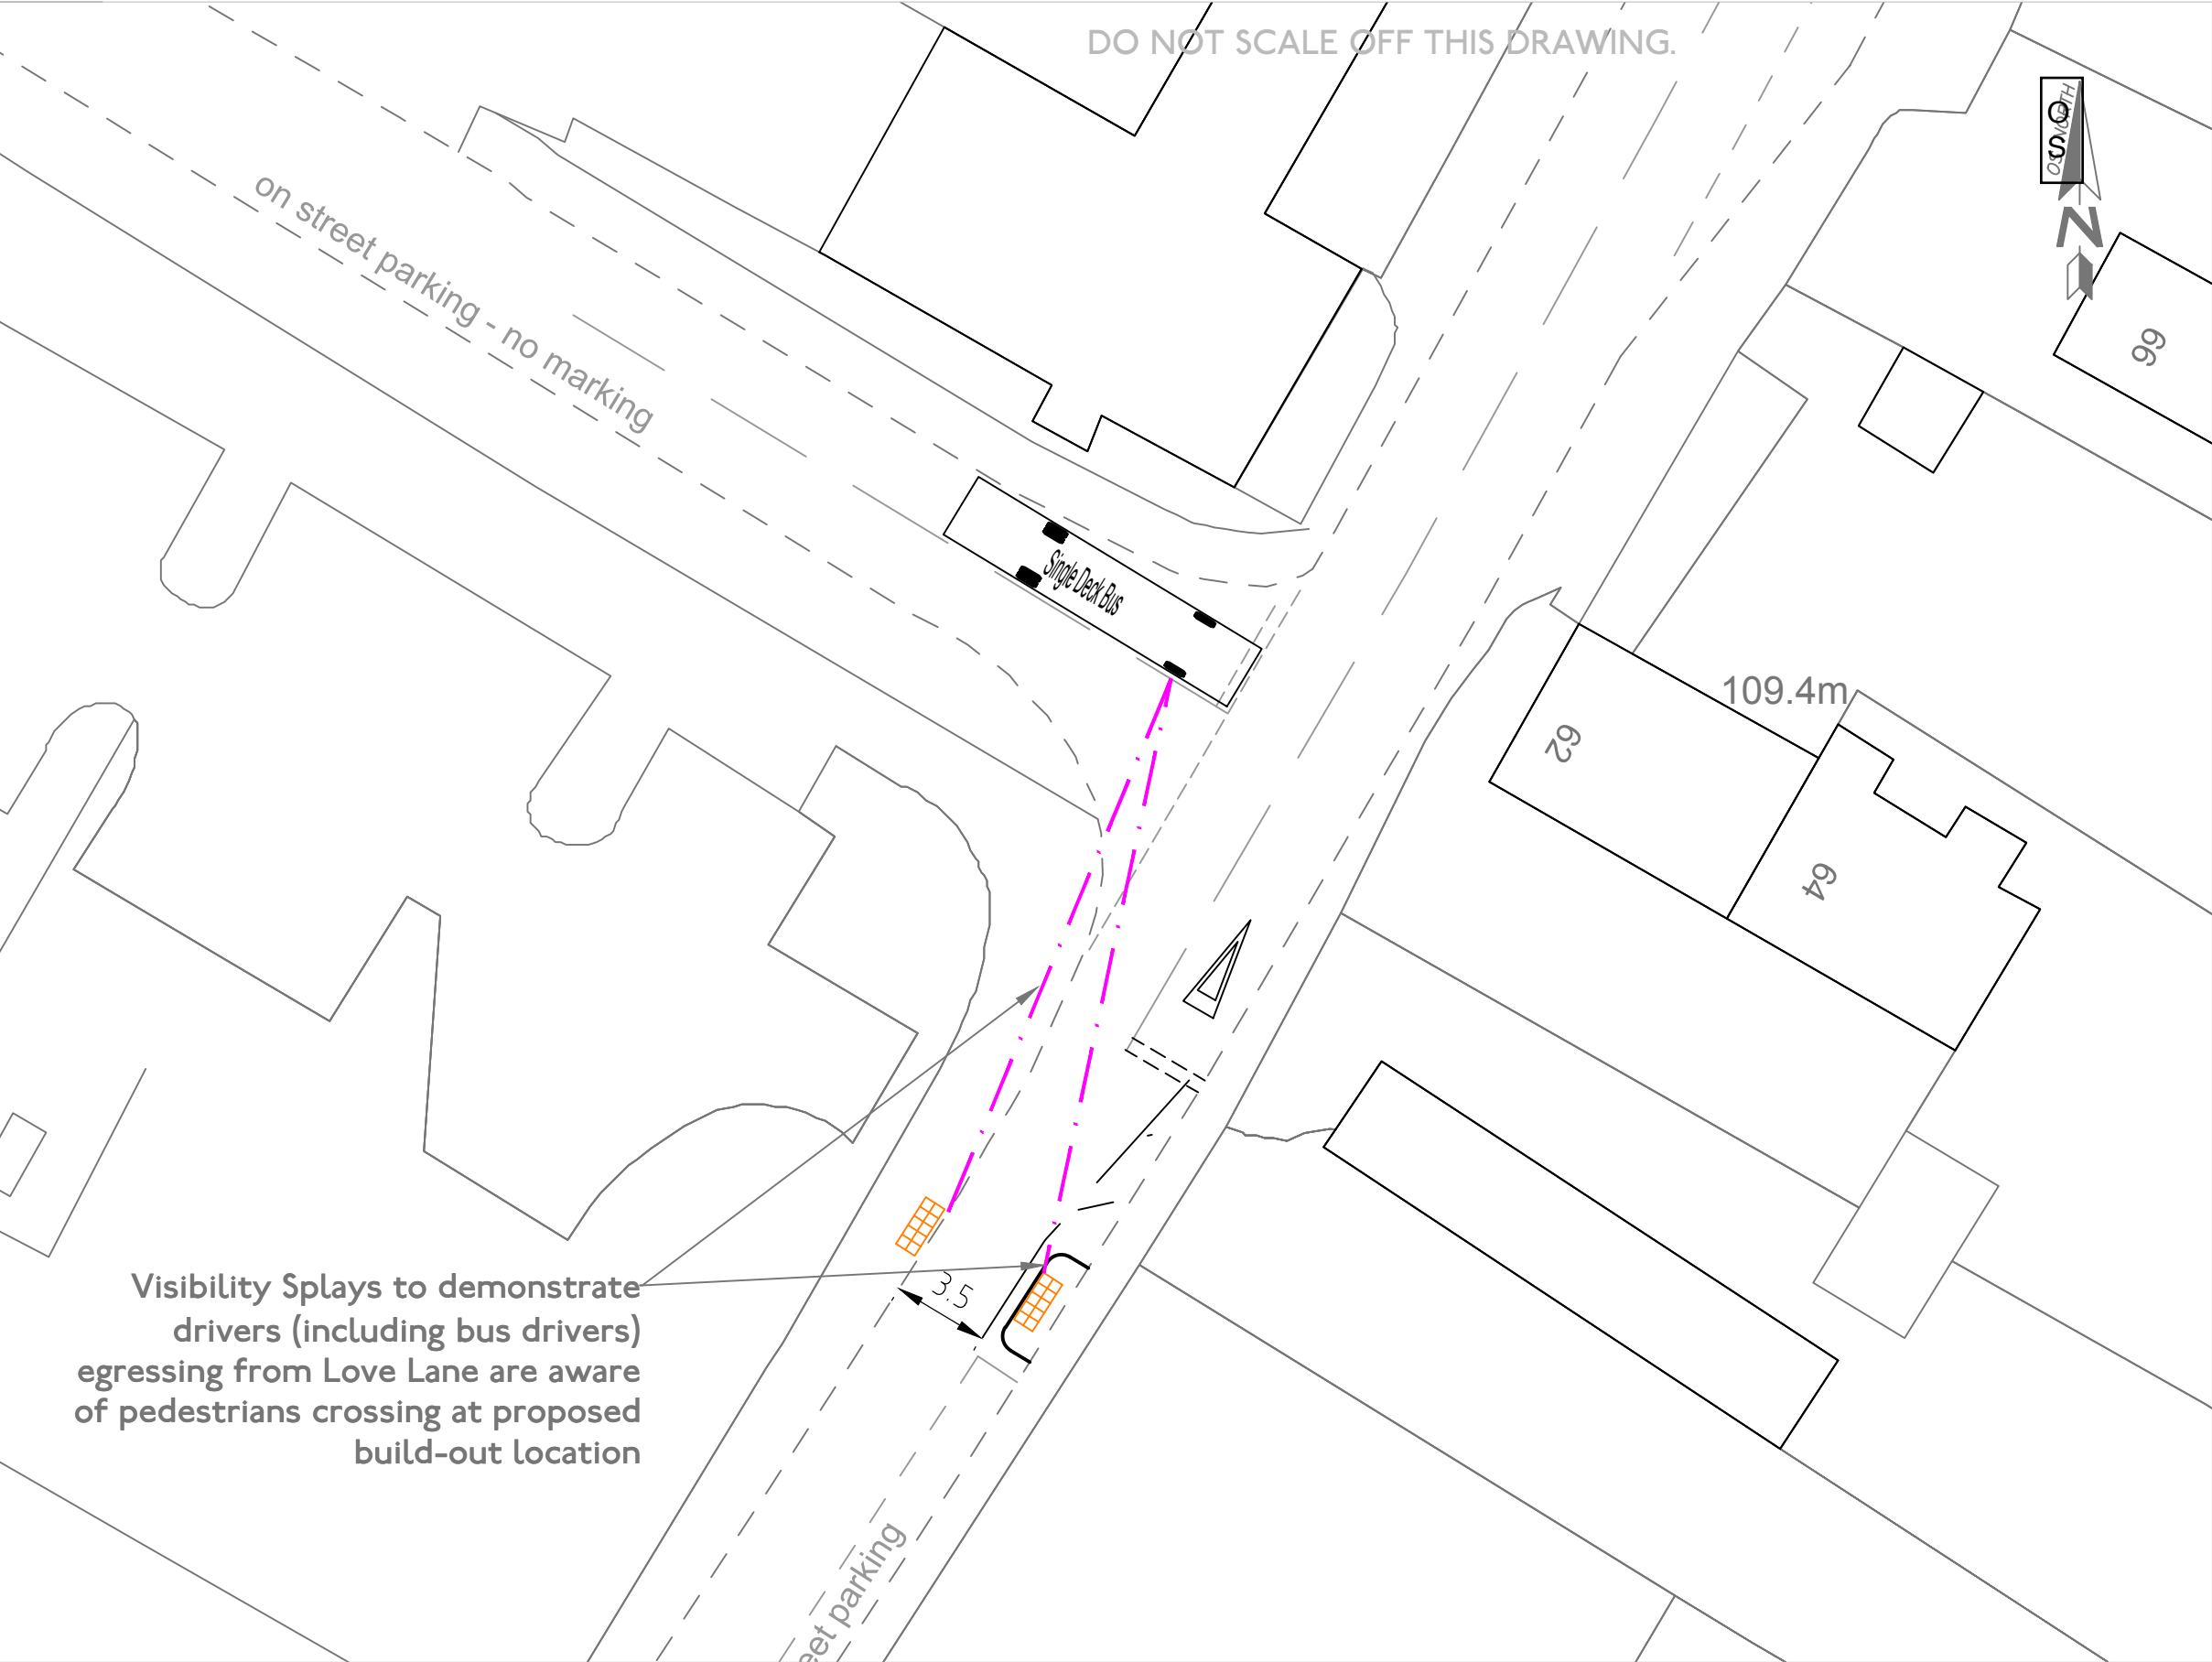 DO NOT SCALE OFF THIS DRAWING.
OS NORTH
O
S
N
on street parking - no marking
66
Single Deck Bus
109.4m
62
64
3.5
Visibility Splays to demonstrate
drivers (including bus drivers)
egressing from Love Lane are aware
of pedestrians crossing at proposed
build-out location
eet parking